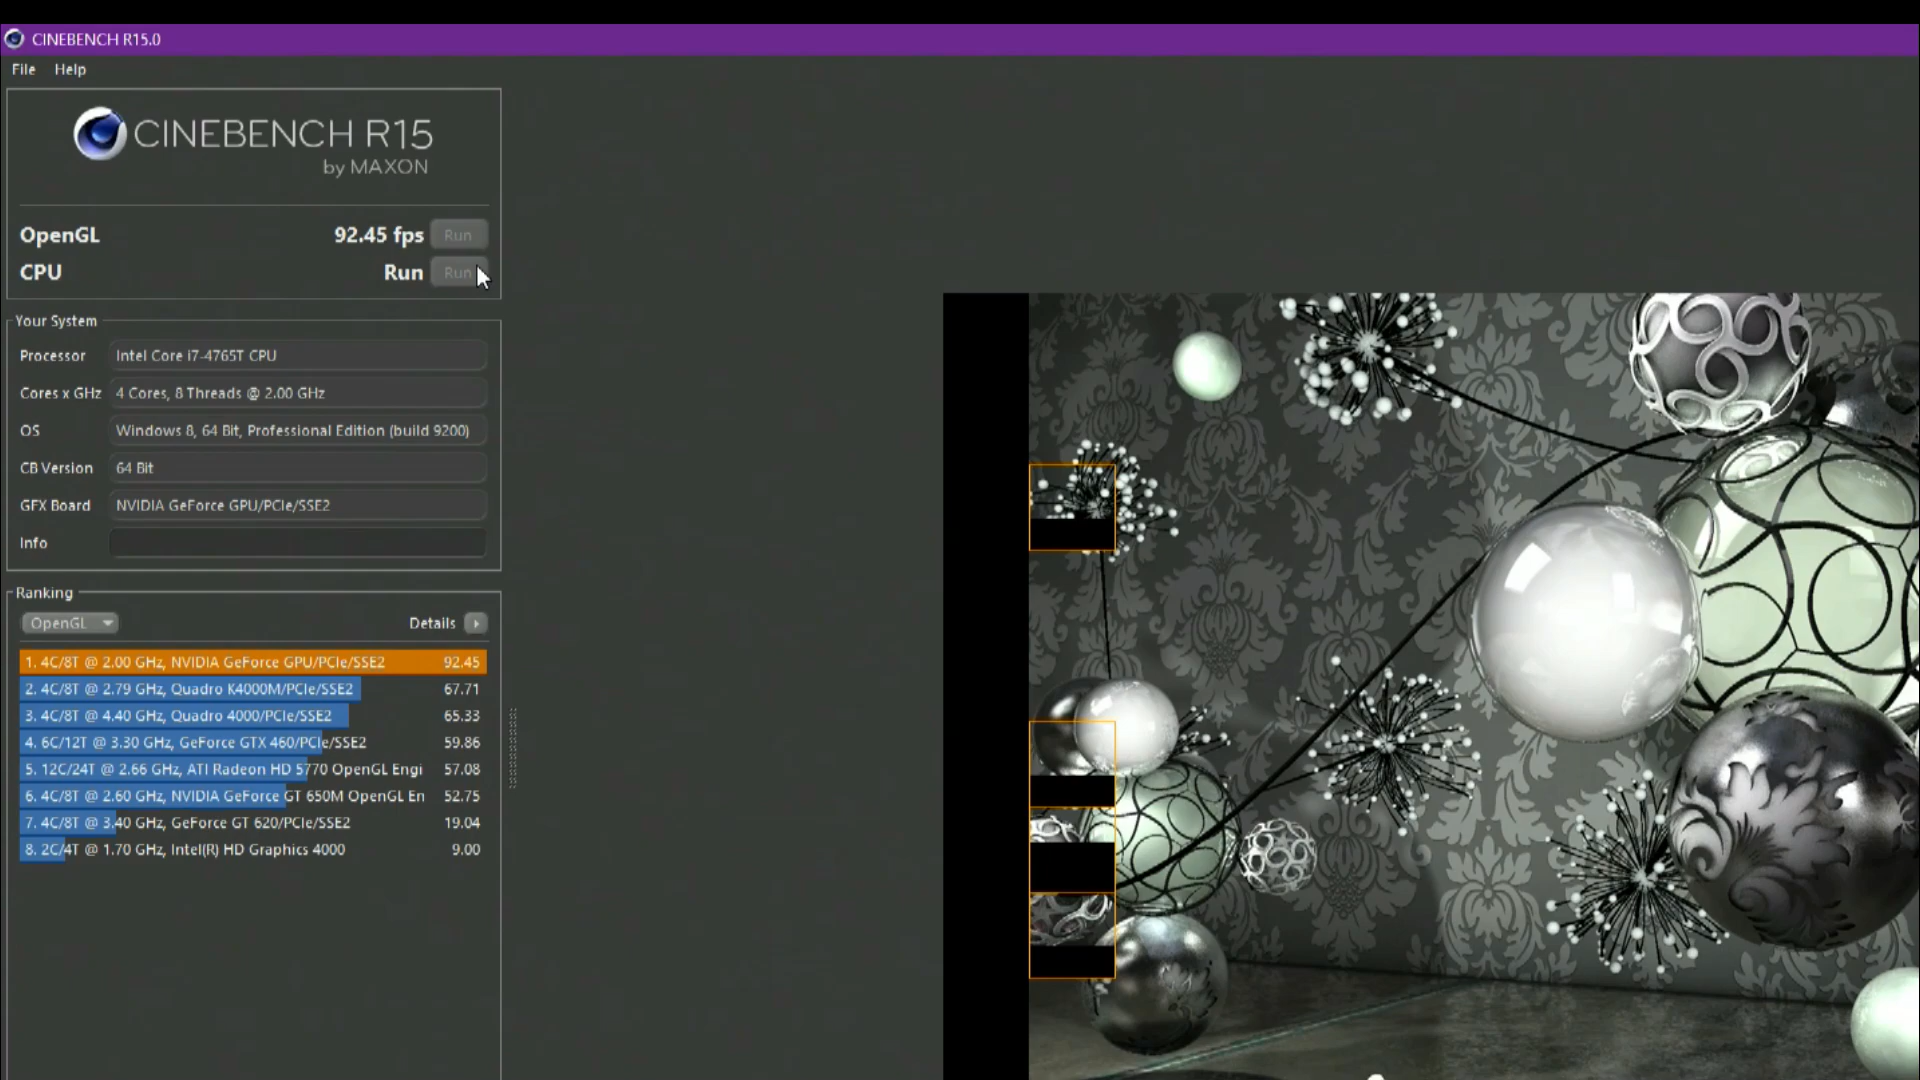 CINEBENCH R15.0
File Help
CINEBENCH R15
by MAXON
OpenGL 92.45 fps Run
CPU Run Run
Your System
Processor Intel Core i7-4765T CPU
Cores x GHz 4 Cores, 8 Threads @ 2.00 GHz
OS Windows 8, 64 Bit, Professional Edition (build 9200)
CB Version 64 Bit
GFX Board NVIDIA GeForce GPU/PCIe/SSE2
Info
Ranking
OpenGL Details
1. 4C/8T @ 2.00 GHz, NVIDIA GeForce GPU/PCIe/SSE2 92.45
2. 4C/8T @ 2.79 GHz, Quadro K4000M/PCIe/SSE2 67.71
3. 4C/8T @ 4.40 GHz, Quadro 4000/PCIe/SSE2 65.33
4. 6C/12T @ 3.30 GHz, GeForce GTX 460/PCIe/SSE2 59.86
5. 12C/24T @ 2.66 GHz, ATI Radeon HD 5770 OpenGL Engi 57.08
6. 4C/8T @ 2.60 GHz, NVIDIA GeForce GT 650M OpenGL En 52.75
7. 4C/8T @ 3.40 GHz, GeForce GT 620/PCIe/SSE2 19.04
8. 2C/4T @ 1.70 GHz, Intel(R) HD Graphics 4000 9.00